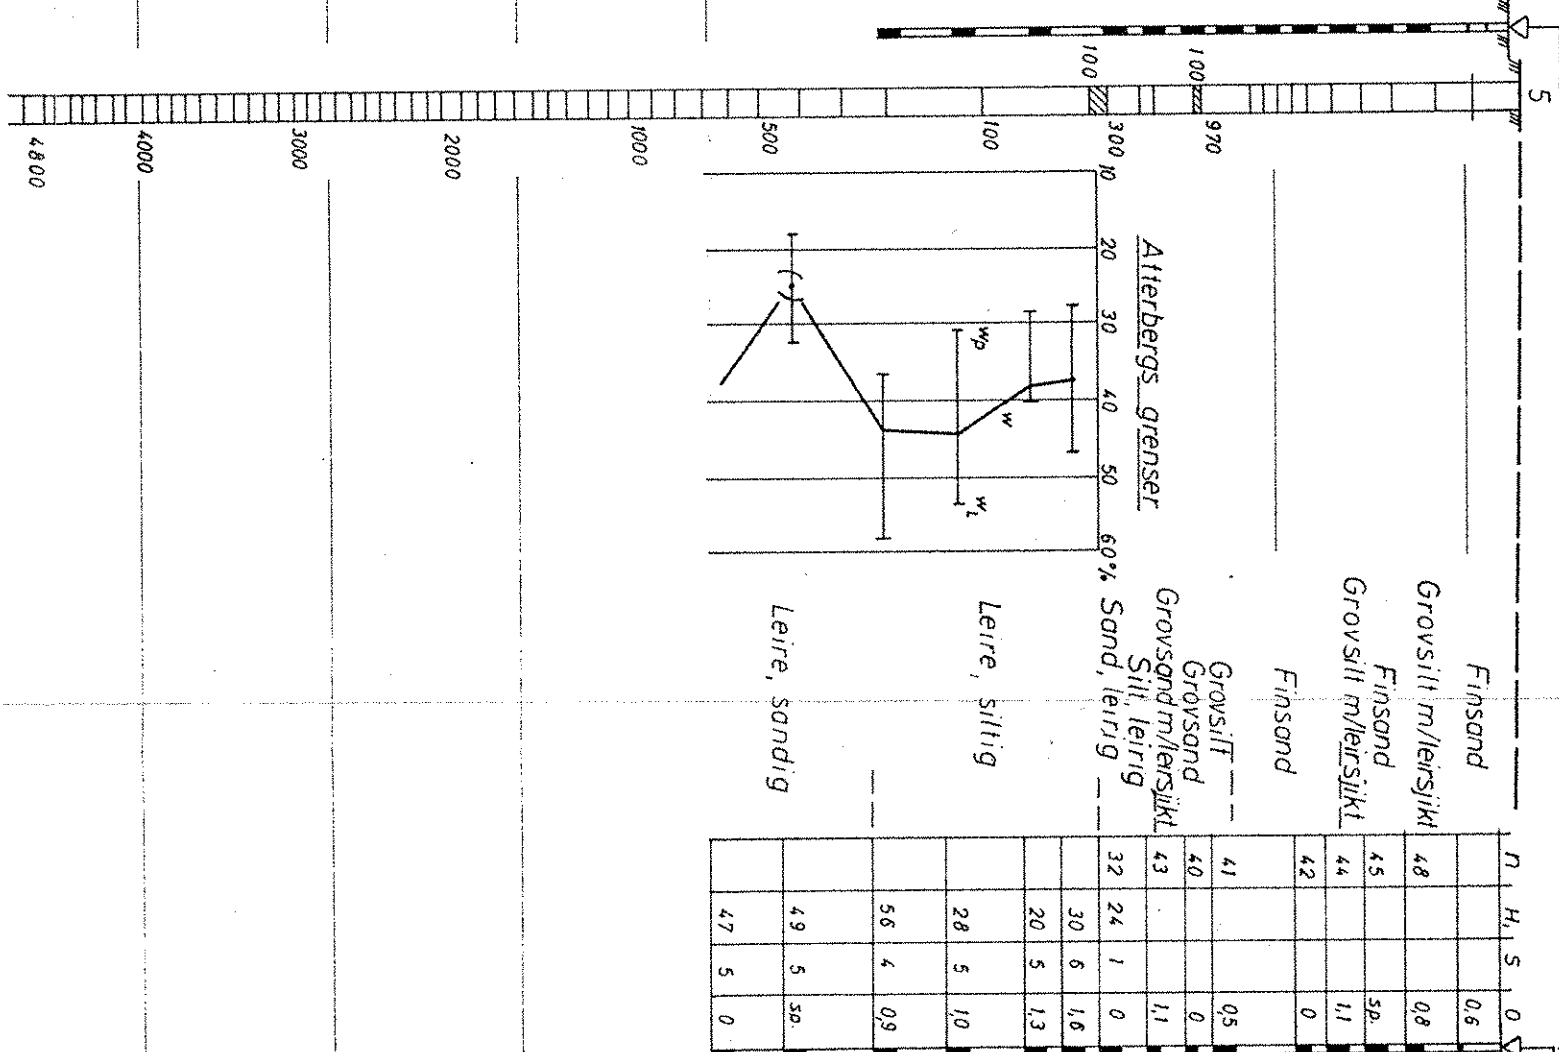 5
100
100
970
300
100
500
1000
2000
3000
4000
4800
Atterbergs grenser
10 20 30 40 50 60%
wp
w
wL
Finsand
Grovsilt m/leirsjikt
Finsand
Grovsilt m/leirsjikt
Finsand
Grovsilt
Grovsand
Grovsand m/leirsjikt
Silt, leirig
Sand, leirig
Leire, siltig
Leire, sandig
n H, S O
0,6
48 0,8
45 sp.
44 1,1
42 0
41 0,5
40 0
43 1,1
32 24 1 0
30 6 1,6
20 5 1,3
28 5 1,0
56 4 0,9
49 5 sp.
47 5 0